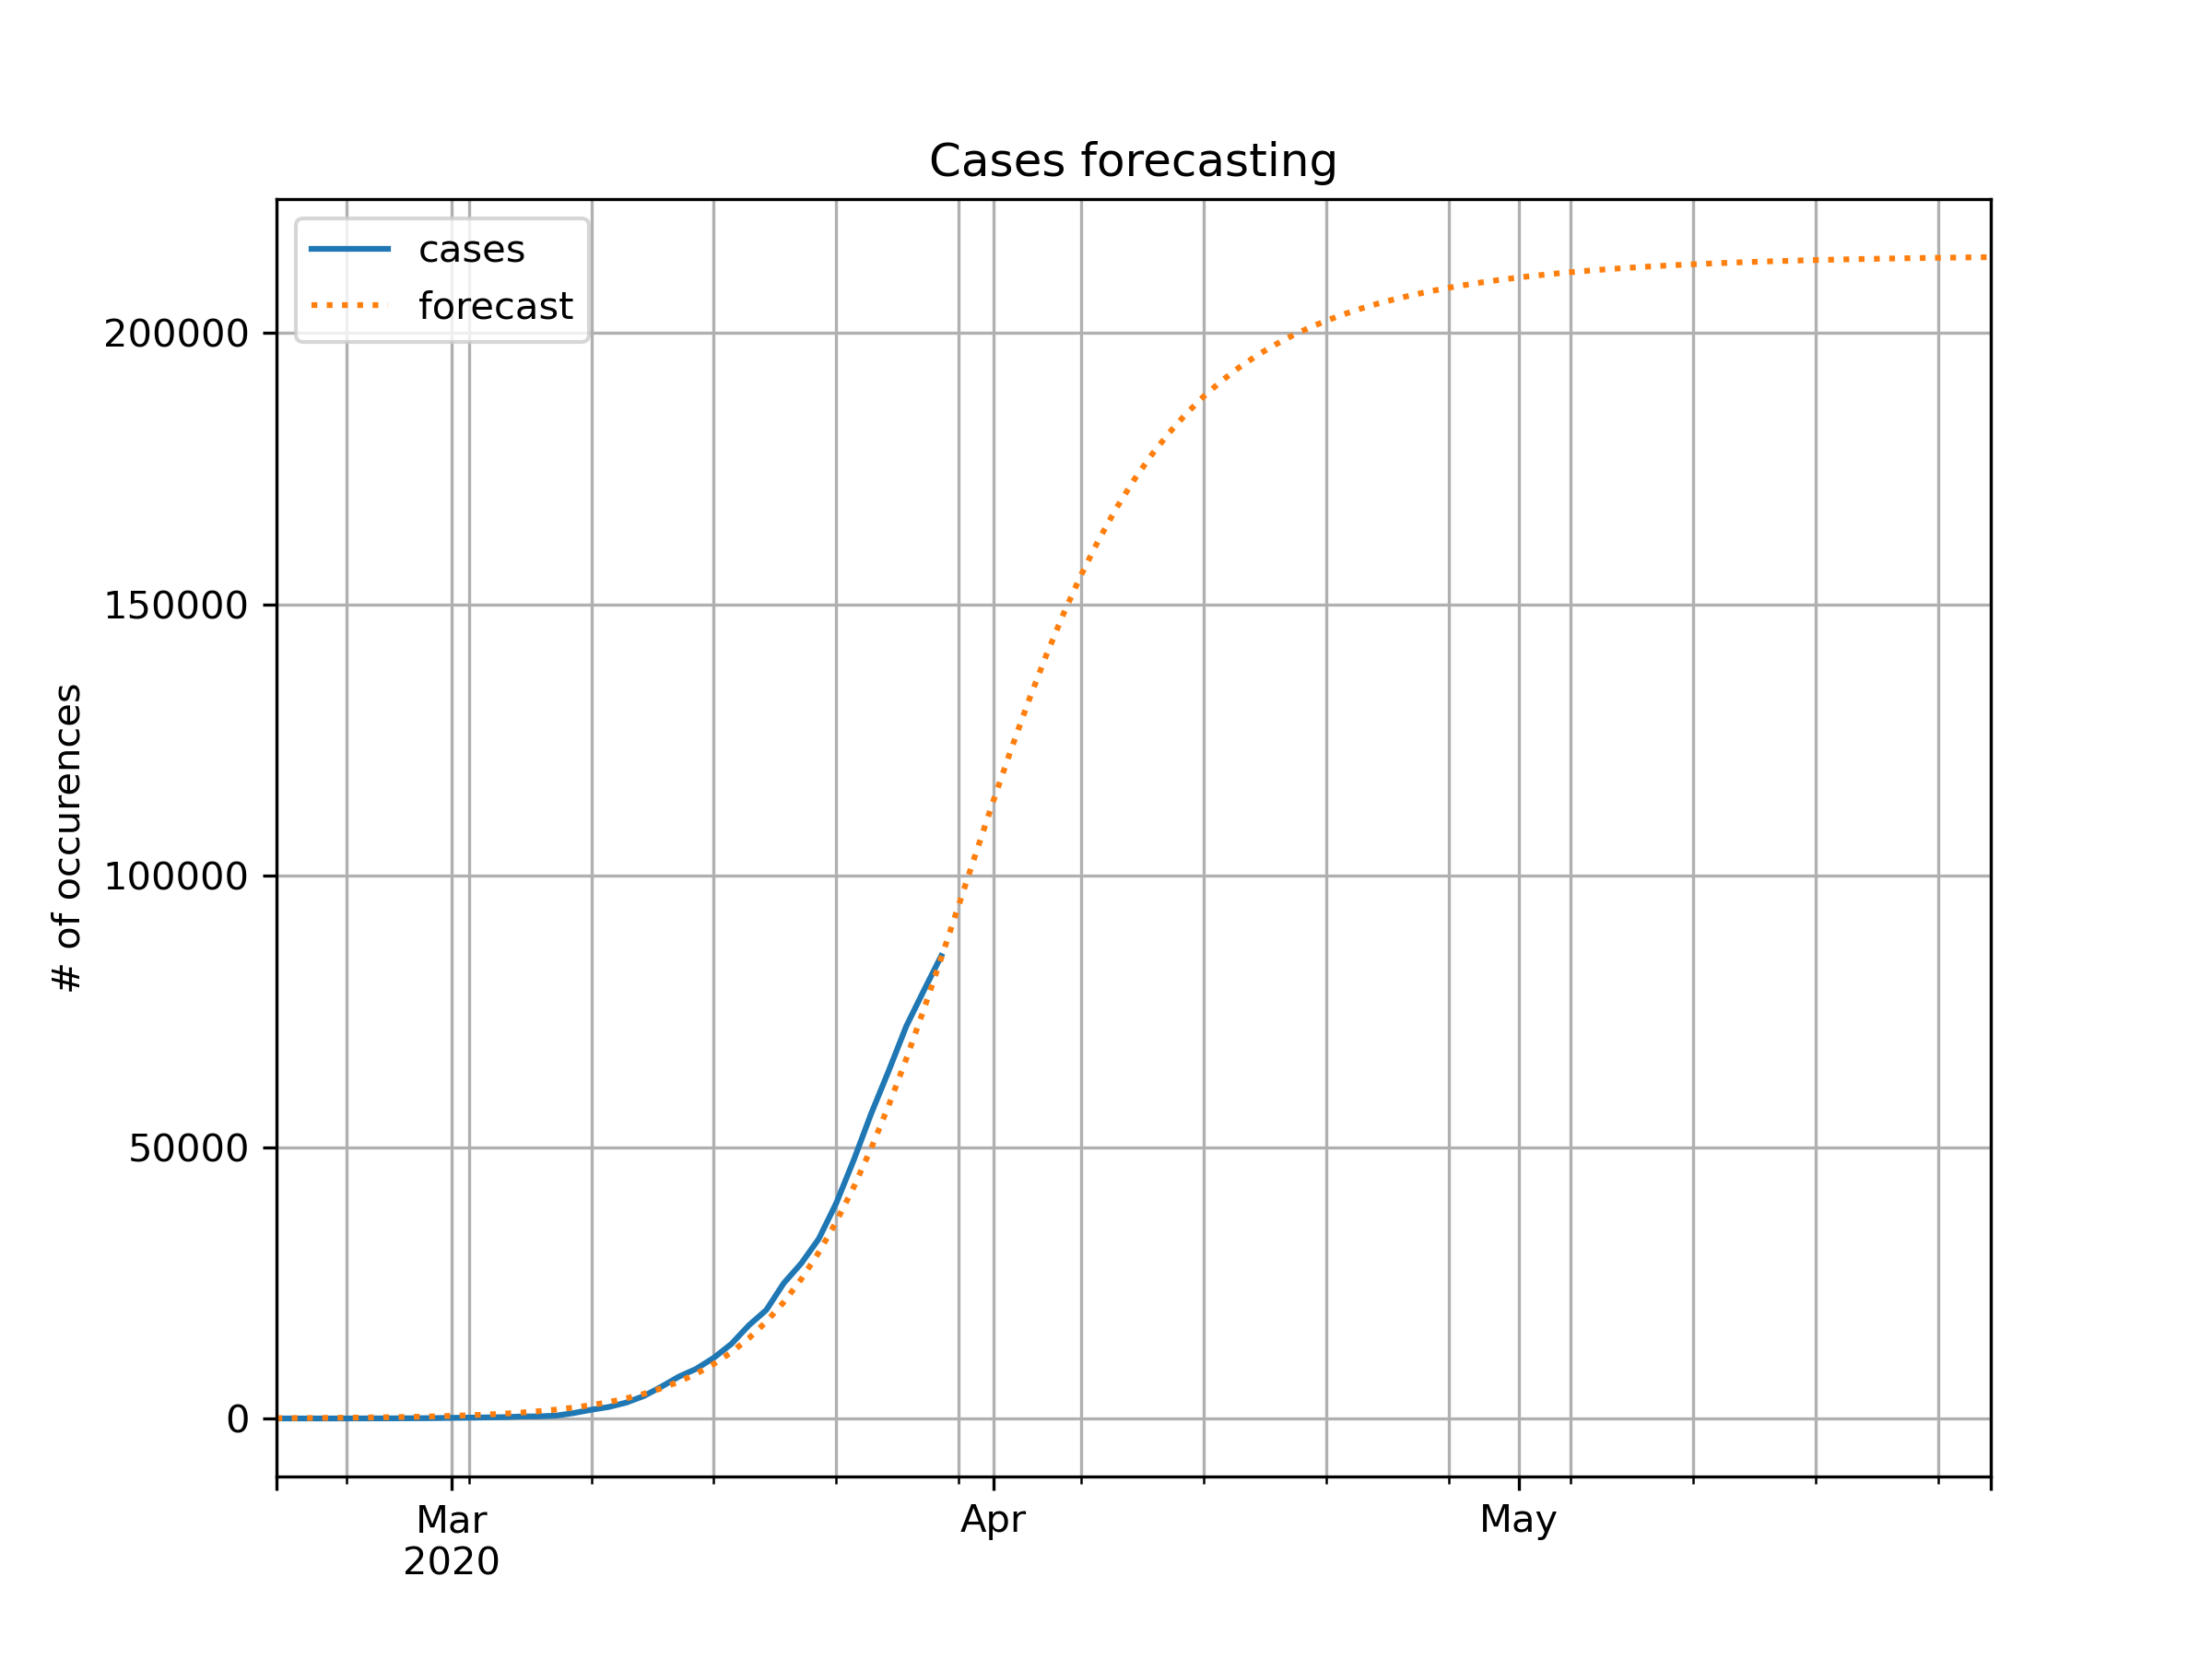 Cases forecasting
cases
forecast
# of occurences
200000
150000
100000
50000
0
Mar
2020
Apr
May